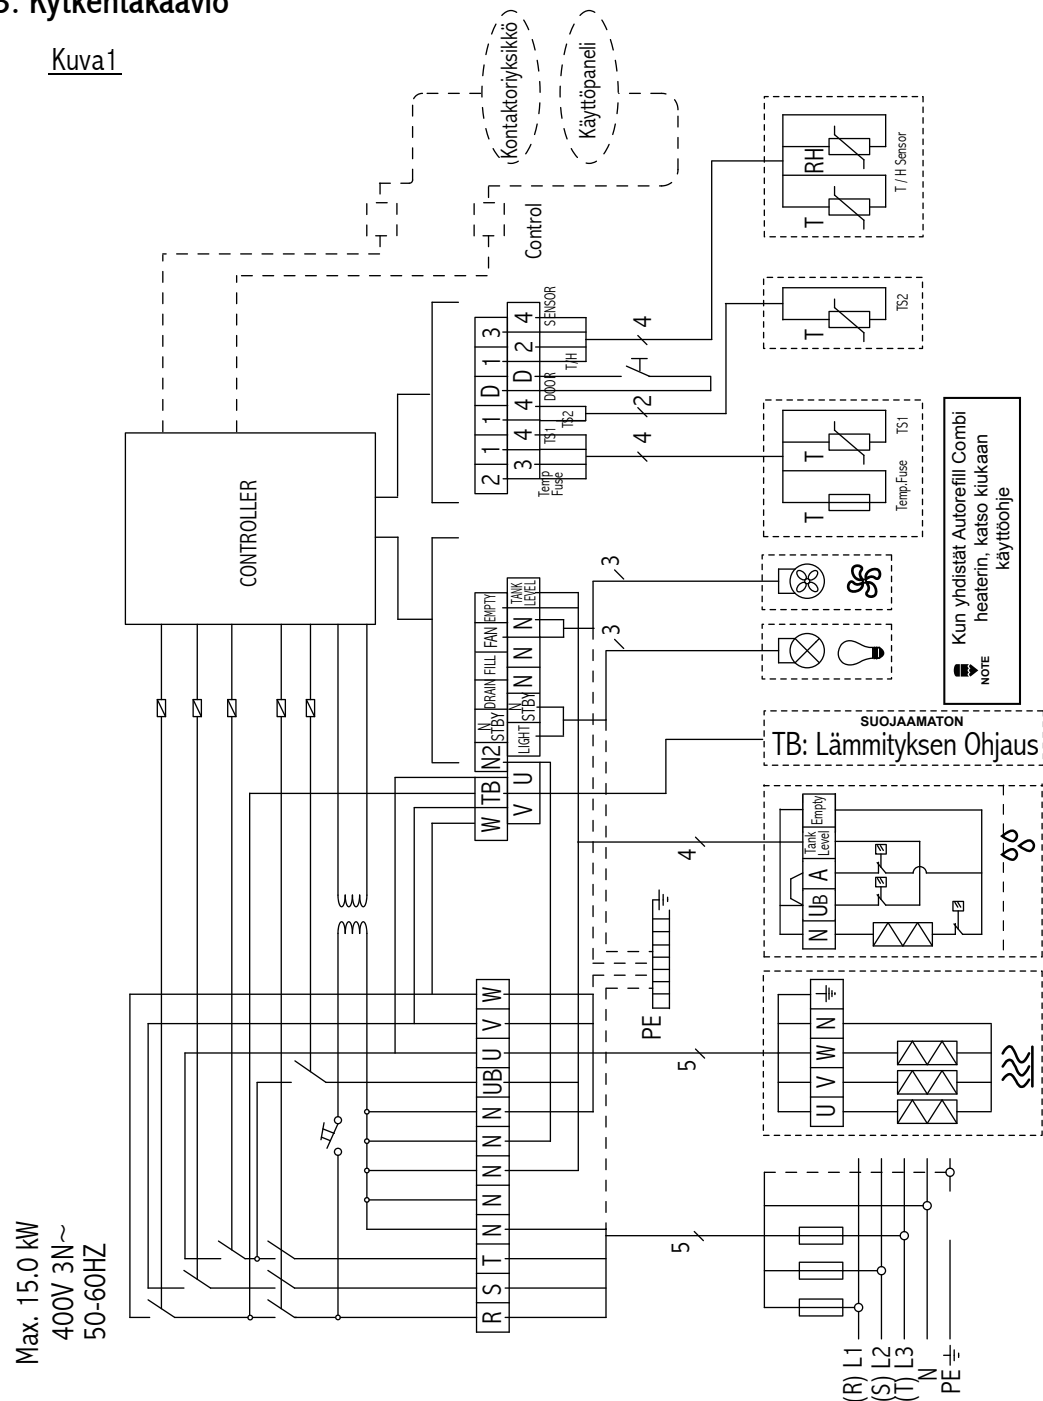 3. Kytkentäkaavio
Kuva1
Kontaktoriyksikkö
Käyttöpaneli
Control
CONTROLLER
Max. 15.0 kW
400V 3N~
50-60HZ
2 1 1 D 1 3
3 4 4 D 2 4
Temp Fuse
TS1
TS2
DOOR
T/H
SENSOR
4
2
4
T
RH
T / H Sensor
T
TS2
T
T
Temp.Fuse
TS1
Kun yhdistät Autorefill Combi
heaterin, katso kiukaan
käyttöohje
NOTE
W TB N2 N STBY DRAIN FILL FAN EMPTY
V U LIGHT N STBY N N N TANK LEVEL
3
3
SUOJAAMATON
TB: Lämmityksen Ohjaus
4
N UB A Tank Level Empty
PE
R S T N N N N N UB U V W
5
U V W N
5
(R) L1
(S) L2
(T) L3
N
PE